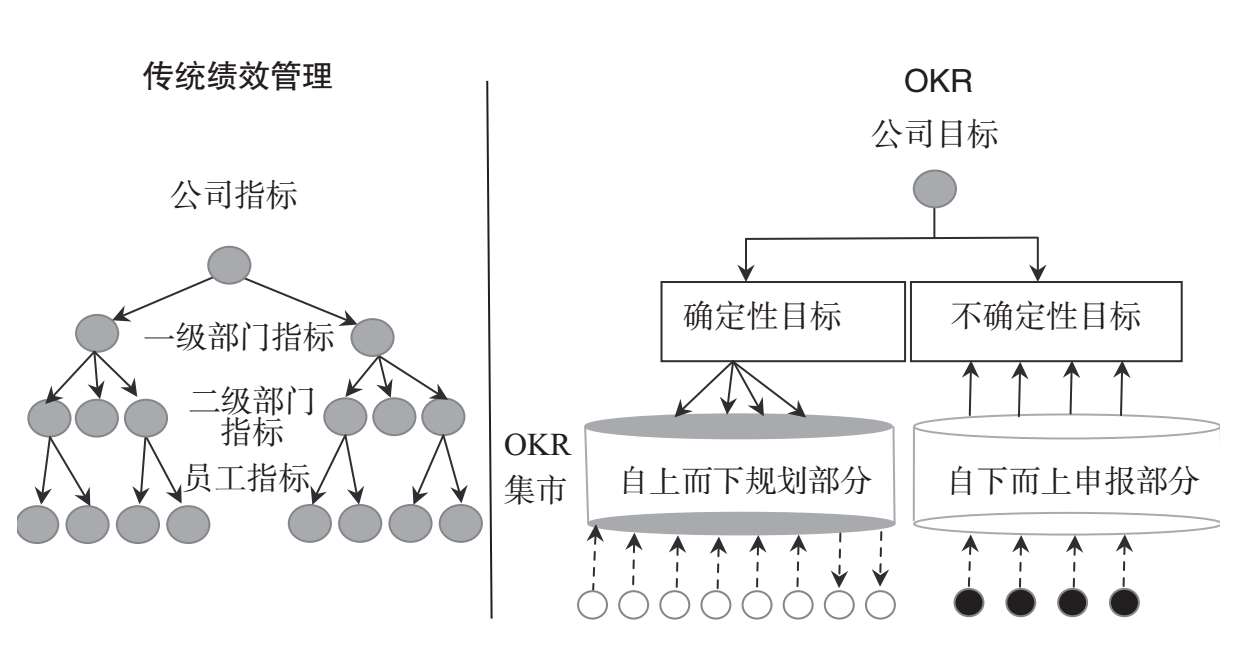 传统绩效管理
公司指标
一级部门指标
二级部门
指标
员工指标
OKR
公司目标
确定性目标
不确定性目标
OKR
集市
自上而下规划部分
自下而上申报部分